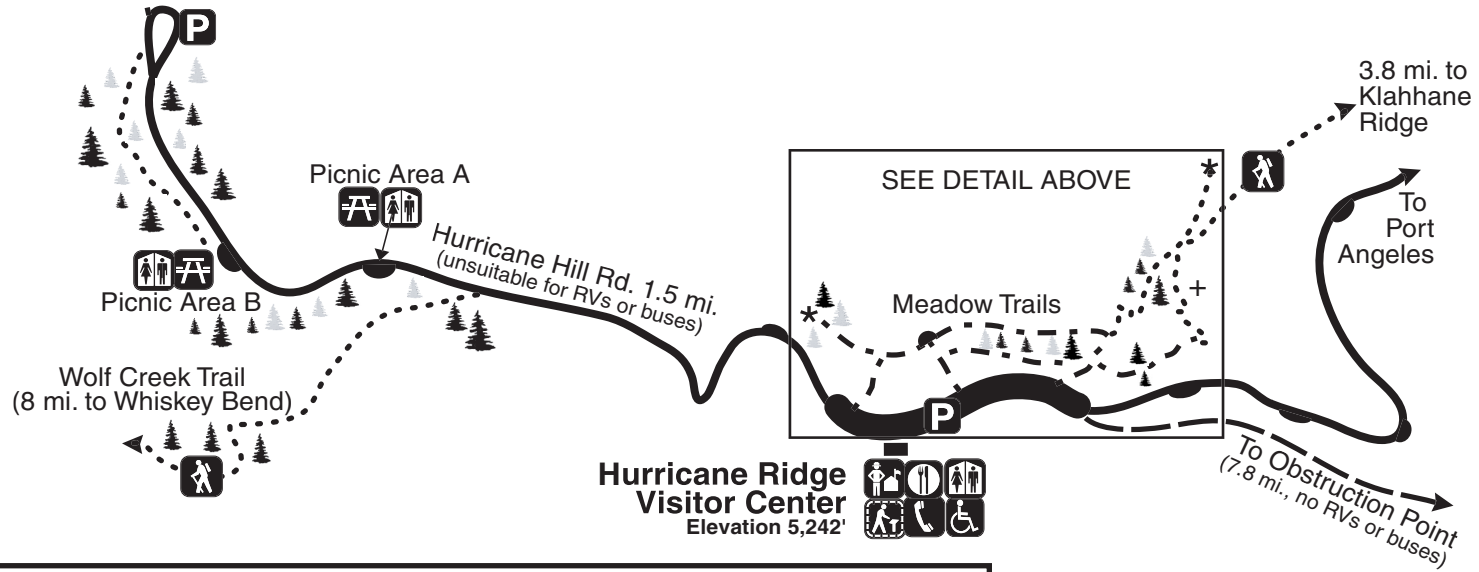 P
3.8 mi. to
Klahhane
Ridge
Picnic Area A
SEE DETAIL ABOVE
To
Port
Angeles
Hurricane Hill Rd. 1.5 mi.
(unsuitable for RVs or buses)
Picnic Area B
Meadow Trails
Wolf Creek Trail
(8 mi. to Whiskey Bend)
P
To Obstruction Point
(7.8 mi., no RVs or buses)
Hurricane Ridge
Visitor Center
Elevation 5,242'